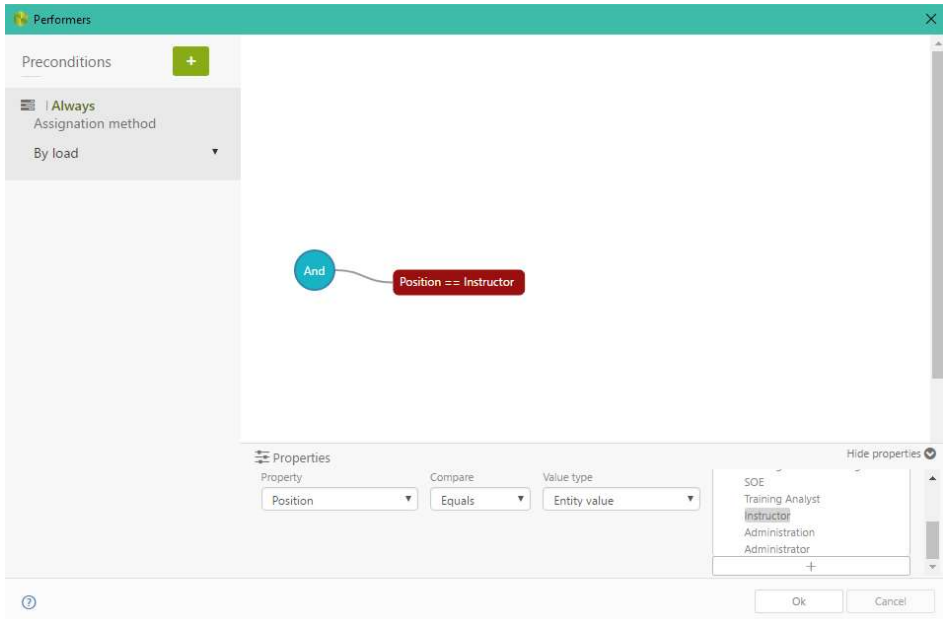 Performers
Preconditions
+
| Always
Assignation method
By load
And
Position == Instructor
Properties
Hide properties
Property
Compare
Value type
Position
Equals
Entity value
SOE
Training Analyst
Instructor
Administration
Administrator
+
?
Ok
Cancel